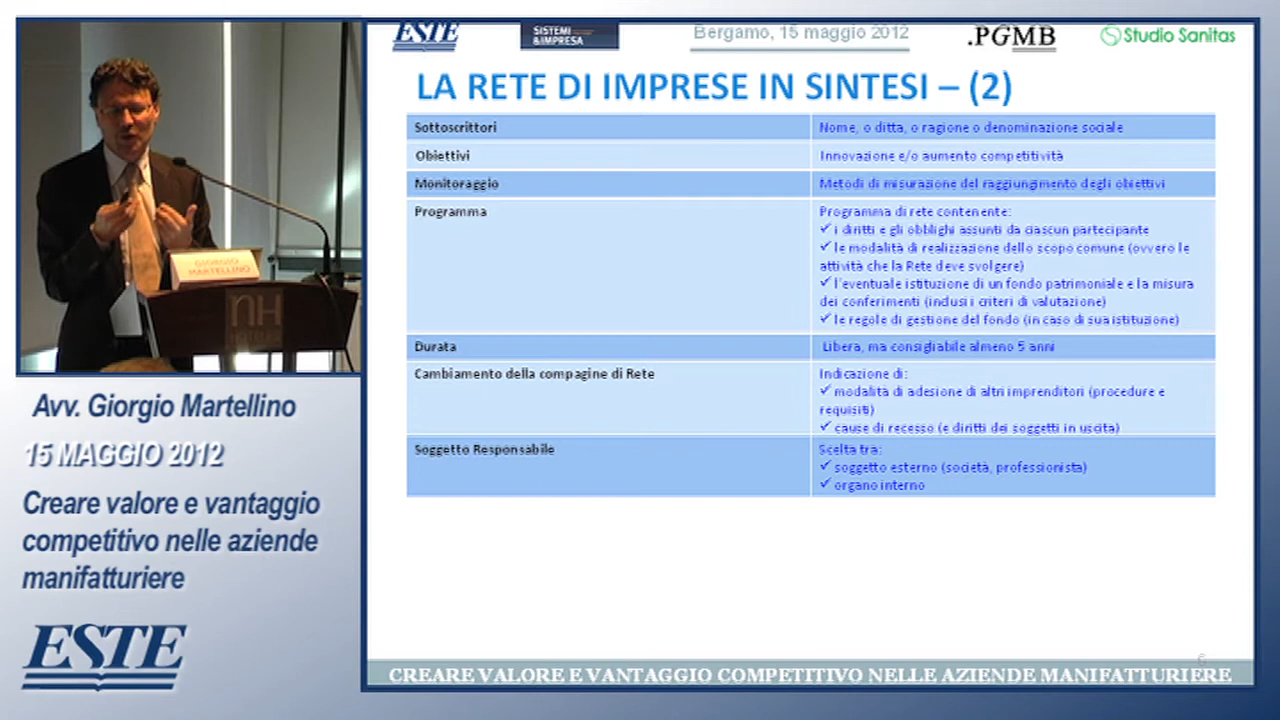 GIORGIO
MARTELLINO
nH
HOTELES
Avv. Giorgio Martellino
15 MAGGIO 2012
Creare valore e vantaggio
competitivo nelle aziende
manifatturiere
ESTE
ESTE
SISTEMI
&IMPRESA
Bergamo, 15 maggio 2012
.PGMB
Studio Sanitas
LA RETE DI IMPRESE IN SINTESI – (2)
Sottoscrittori
Nome, o ditta, o ragione o denominazione sociale
Obiettivi
Innovazione e/o aumento competitività
Monitoraggio
Metodi di misurazione del raggiungimento degli obiettivi
Programma
Programma di rete contenente:
✓ i diritti e gli obblighi assunti da ciascun partecipante
✓ le modalità di realizzazione dello scopo comune (ovvero le
attività che la Rete deve svolgere)
✓ l'eventuale istituzione di un fondo patrimoniale e la misura
dei conferimenti (inclusi i criteri di valutazione)
✓ le regole di gestione del fondo (in caso di sua istituzione)
Durata
Libera, ma consigliabile almeno 5 anni
Cambiamento della compagine di Rete
Indicazione di:
✓ modalità di adesione di altri imprenditori (procedure e
requisiti)
✓ cause di recesso (e diritti dei soggetti in uscita)
Soggetto Responsabile
Scelta tra:
✓ soggetto esterno (società, professionista)
✓ organo interno
6
CREARE VALORE E VANTAGGIO COMPETITIVO NELLE AZIENDE MANIFATTURIERE